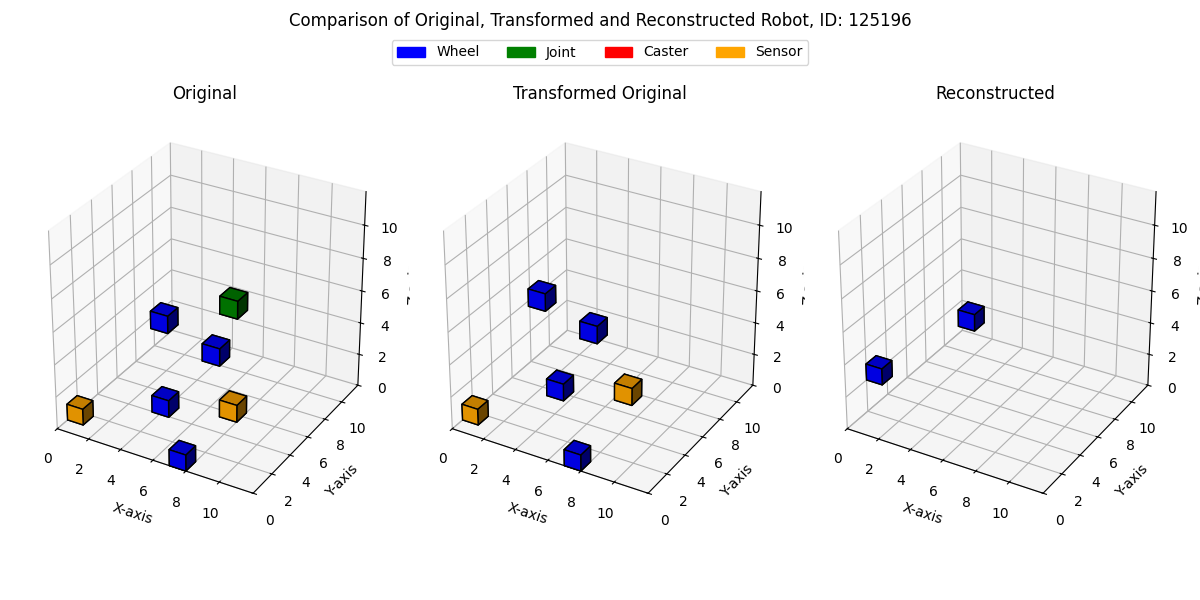 Comparison of Original, Transformed and Reconstructed Robot, ID: 125196
Wheel Joint Caster Sensor
Original
Transformed Original
Reconstructed
0 2 4 6 8 10
X-axis
0 2 4 6 8 10
Y-axis
0 2 4 6 8 10
0 2 4 6 8 10
X-axis
0 2 4 6 8 10
Y-axis
0 2 4 6 8 10
0 2 4 6 8 10
X-axis
0 2 4 6 8 10
Y-axis
0 2 4 6 8 10